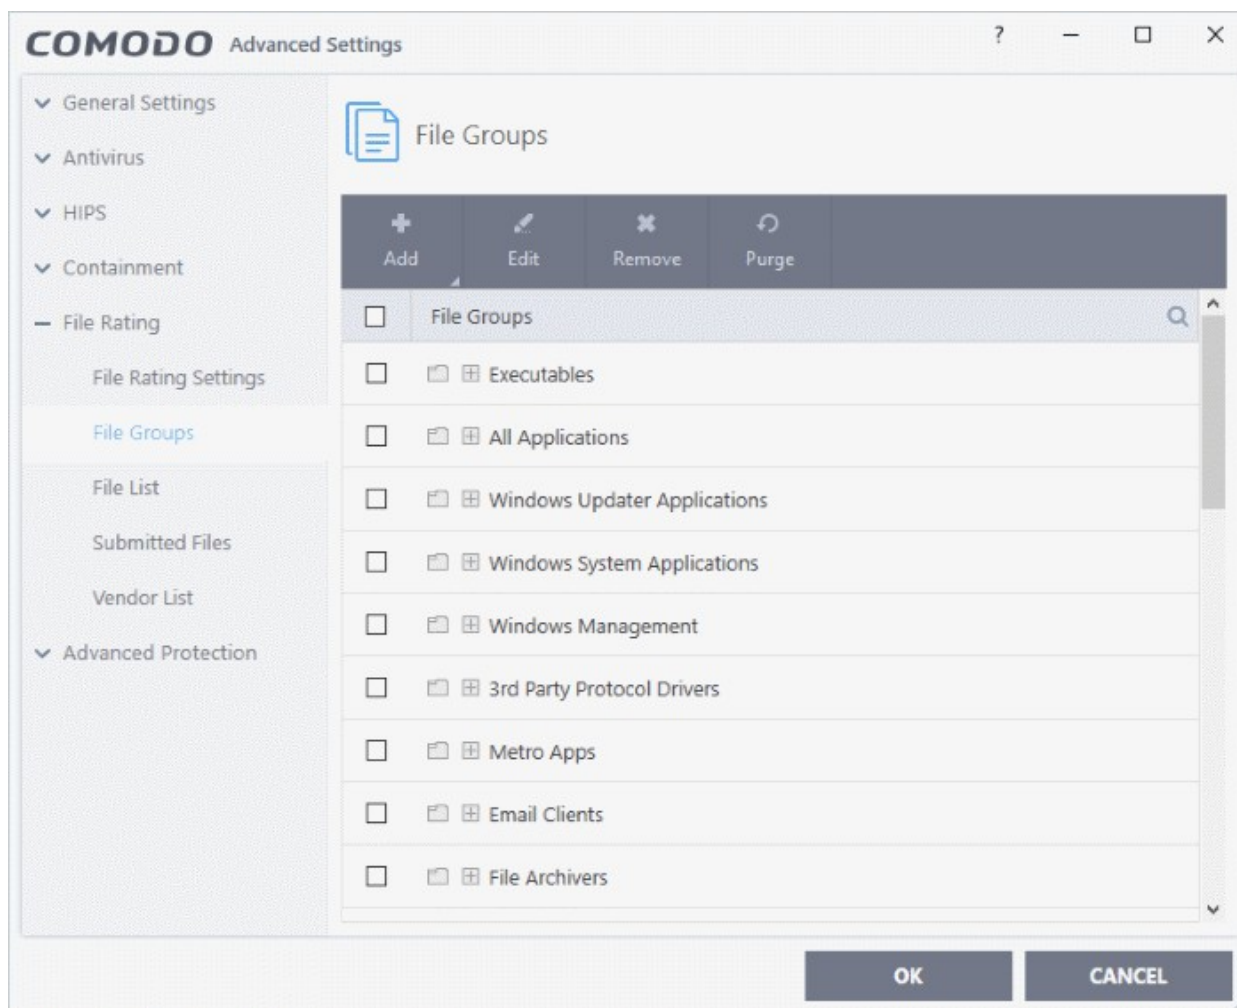 COMODO Advanced Settings ?
General Settings
Antivirus
HIPS
Containment
File Rating
File Rating Settings
File Groups
File List
Submitted Files
Vendor List
Advanced Protection
File Groups
Add Edit Remove Purge
File Groups
Executables
All Applications
Windows Updater Applications
Windows System Applications
Windows Management
3rd Party Protocol Drivers
Metro Apps
Email Clients
File Archivers
OK CANCEL